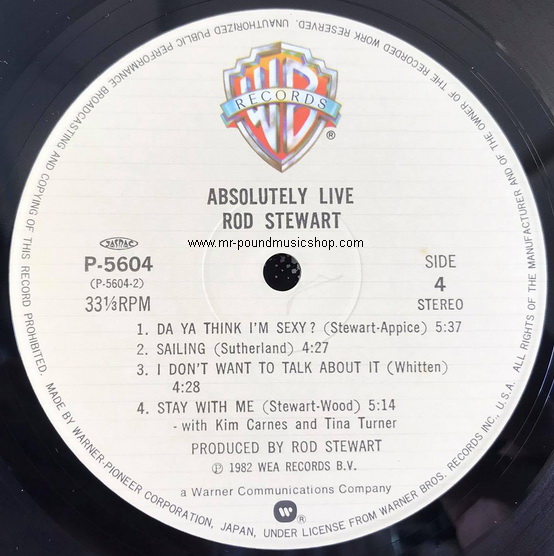 ALL RIGHTS OF THE MANUFACTURER AND OF THE OWNER OF THE RECORDED WORK RESERVED. UNAUTHORIZED PUBLIC PERFORMANCE BROADCASTING AND COPYING OF THIS RECORD PROHIBITED.
WB
RECORDS
®
ABSOLUTELY LIVE
ROD STEWART
www.mr-poundmusicshop.com
JASRAC
P-5604
(P-5604-2)
33⅓RPM
SIDE
4
STEREO
1. DA YA THINK I'M SEXY? (Stewart-Appice) 5:37
2. SAILING (Sutherland) 4:27
3. I DON'T WANT TO TALK ABOUT IT (Whitten)
4:28
4. STAY WITH ME (Stewart-Wood) 5:14
- with Kim Carnes and Tina Turner
PRODUCED BY ROD STEWART
Ⓟ 1982 WEA RECORDS B.V.
a Warner Communications Company
®
MADE BY WARNER-PIONEER CORPORATION, JAPAN, UNDER LICENSE FROM WARNER BROS. RECORDS INC., U.S.A.